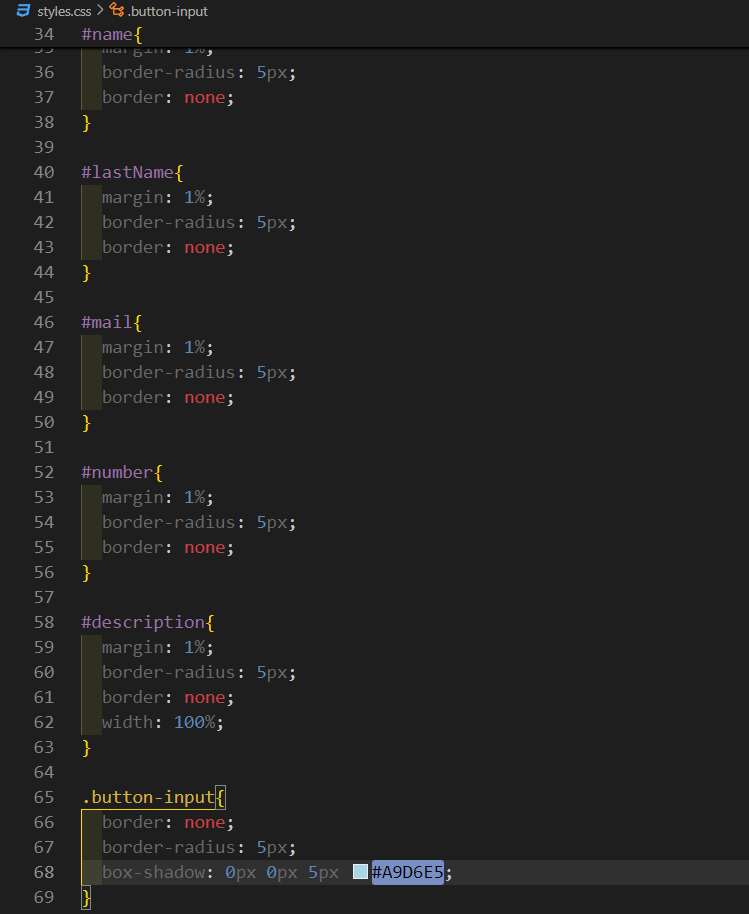 styles.css > .button-input
34 #name{
36 border-radius: 5px;
37 border: none;
38 }
39
40 #lastName{
41 margin: 1%;
42 border-radius: 5px;
43 border: none;
44 }
45
46 #mail{
47 margin: 1%;
48 border-radius: 5px;
49 border: none;
50 }
51
52 #number{
53 margin: 1%;
54 border-radius: 5px;
55 border: none;
56 }
57
58 #description{
59 margin: 1%;
60 border-radius: 5px;
61 border: none;
62 width: 100%;
63 }
64
65 .button-input{
66 border: none;
67 border-radius: 5px;
68 box-shadow: 0px 0px 5px #A9D6E5;
69 }